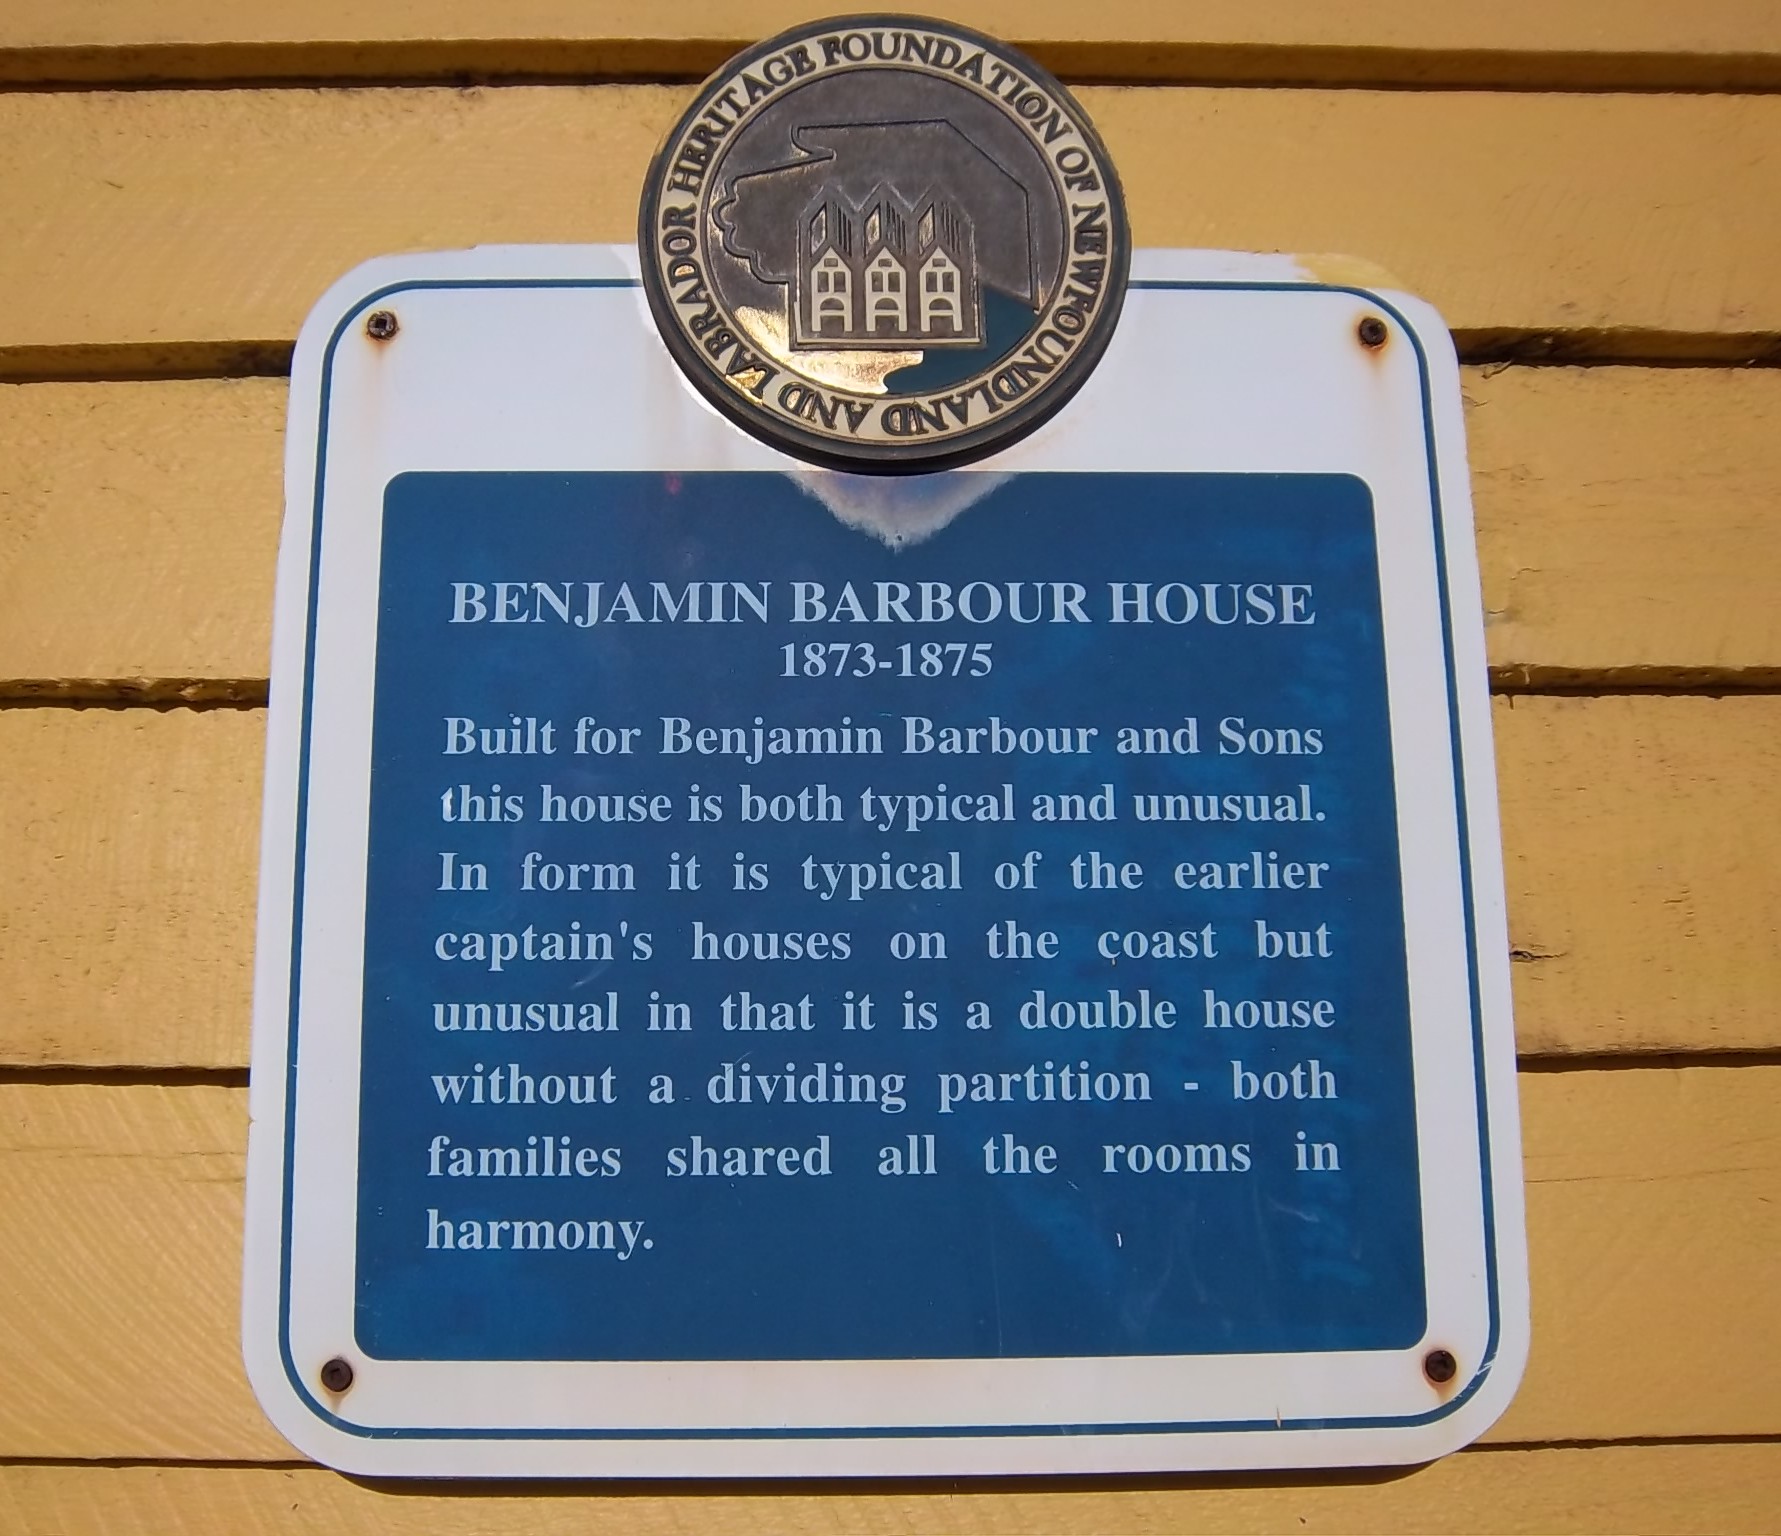 HERITAGE FOUNDATION OF NEWFOUNDLAND AND LABRADOR
BENJAMIN BARBOUR HOUSE
1873-1875
Built for Benjamin Barbour and Sons
this house is both typical and unusual.
In form it is typical of the earlier
captain's houses on the coast but
unusual in that it is a double house
without a dividing partition - both
families shared all the rooms in
harmony.